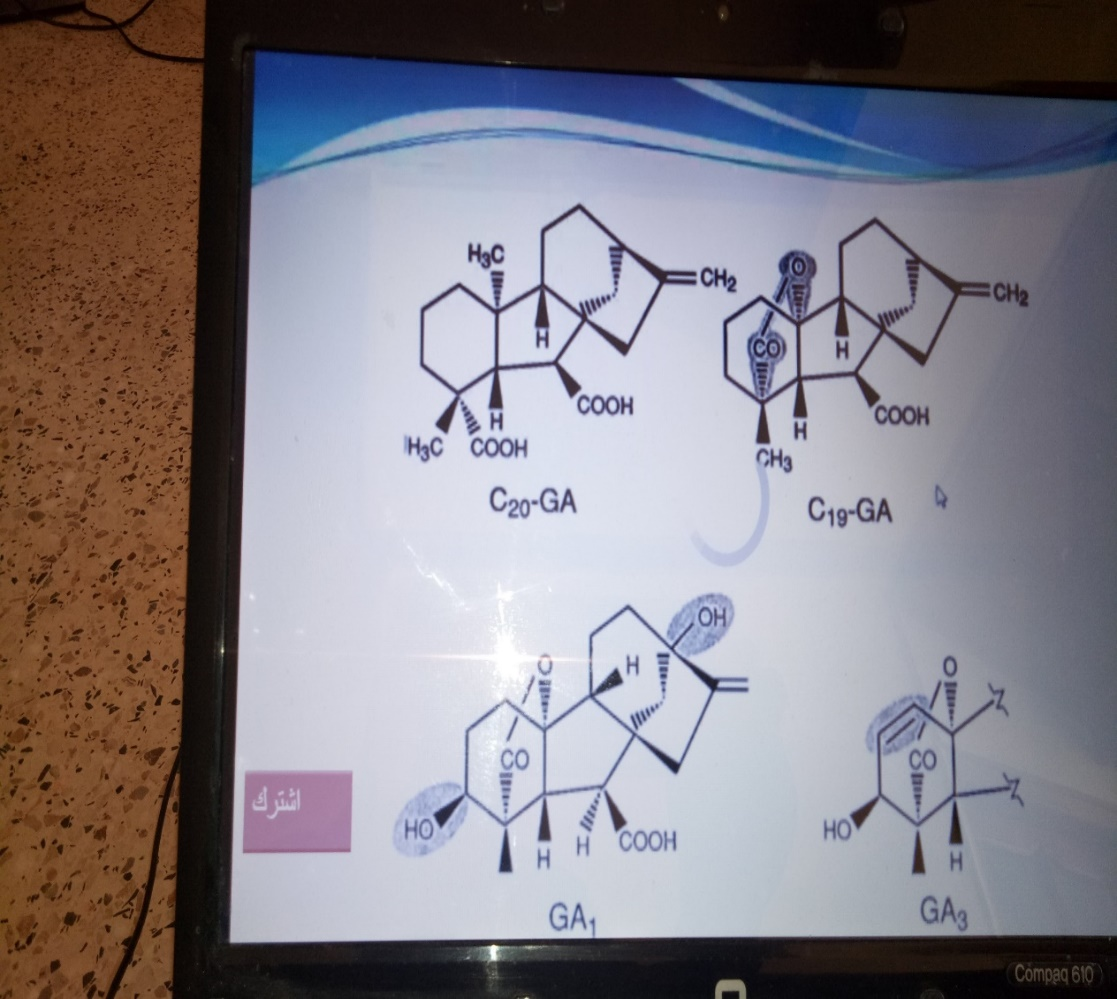 H₃C
CH₂
H
COOH
H
H₃C COOH
C₂₀-GA
O
CH₂
CO
H
COOH
H
CH₃
C₁₉-GA
OH
O
H
CO
HO
H
H
COOH
GA₁
O
CO
HO
H
GA₃
اشترك
Compaq 610